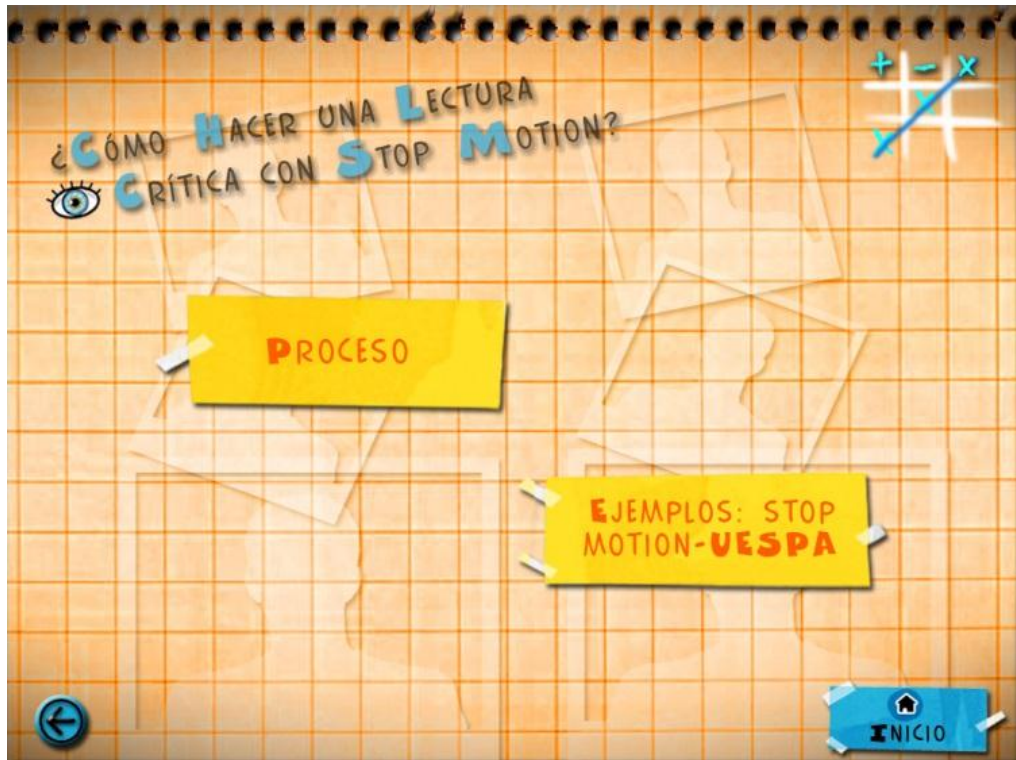 ¿Cómo Hacer una Lectura
Crítica con Stop Motion?
+ - x
x
x
Proceso
Ejemplos: Stop
Motion-UESPA
Inicio